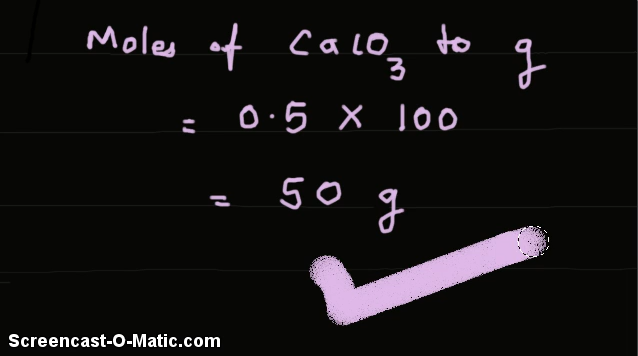 Moles of CaCO3 to g
= 0.5 × 100
= 50 g
Screencast-O-Matic.com